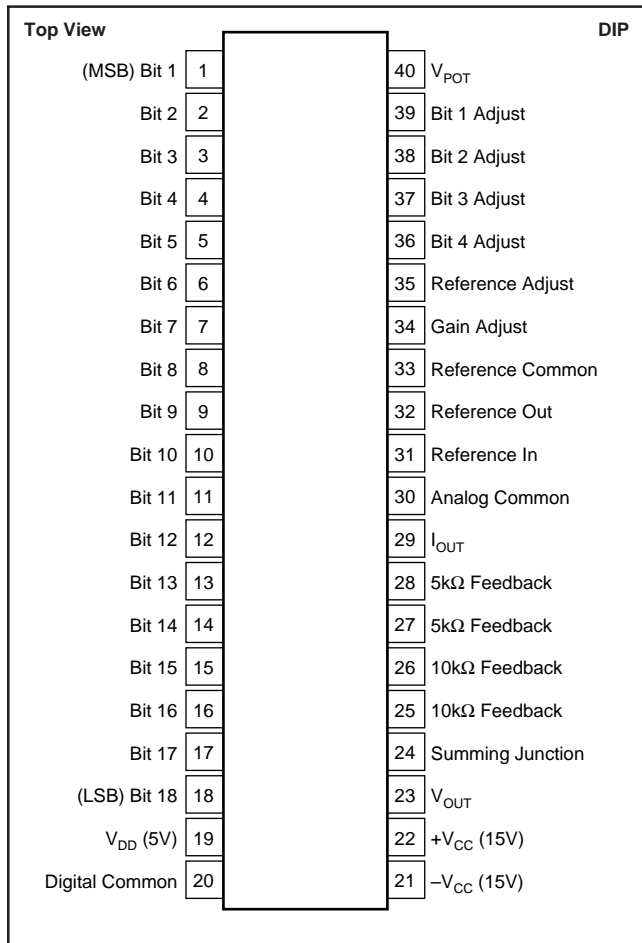 Top View DIP
(MSB) Bit 1 1 40 VPOT
Bit 2 2 39 Bit 1 Adjust
Bit 3 3 38 Bit 2 Adjust
Bit 4 4 37 Bit 3 Adjust
Bit 5 5 36 Bit 4 Adjust
Bit 6 6 35 Reference Adjust
Bit 7 7 34 Gain Adjust
Bit 8 8 33 Reference Common
Bit 9 9 32 Reference Out
Bit 10 10 31 Reference In
Bit 11 11 30 Analog Common
Bit 12 12 29 IOUT
Bit 13 13 28 5kΩ Feedback
Bit 14 14 27 5kΩ Feedback
Bit 15 15 26 10kΩ Feedback
Bit 16 16 25 10kΩ Feedback
Bit 17 17 24 Summing Junction
(LSB) Bit 18 18 23 VOUT
VDD (5V) 19 22 +VCC (15V)
Digital Common 20 21 –VCC (15V)